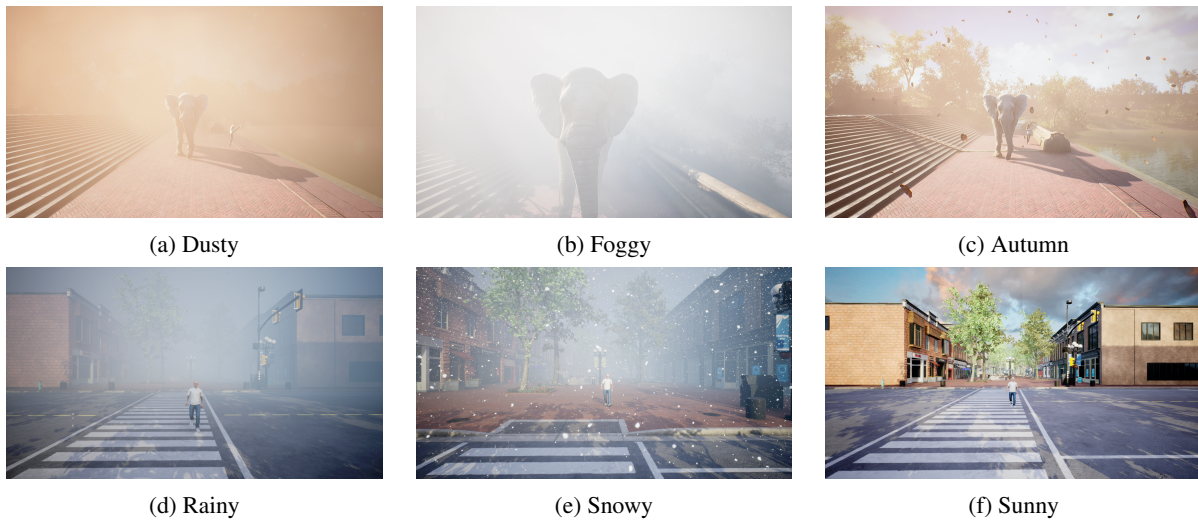 (a) Dusty
(b) Foggy
(c) Autumn
(d) Rainy
(e) Snowy
(f) Sunny